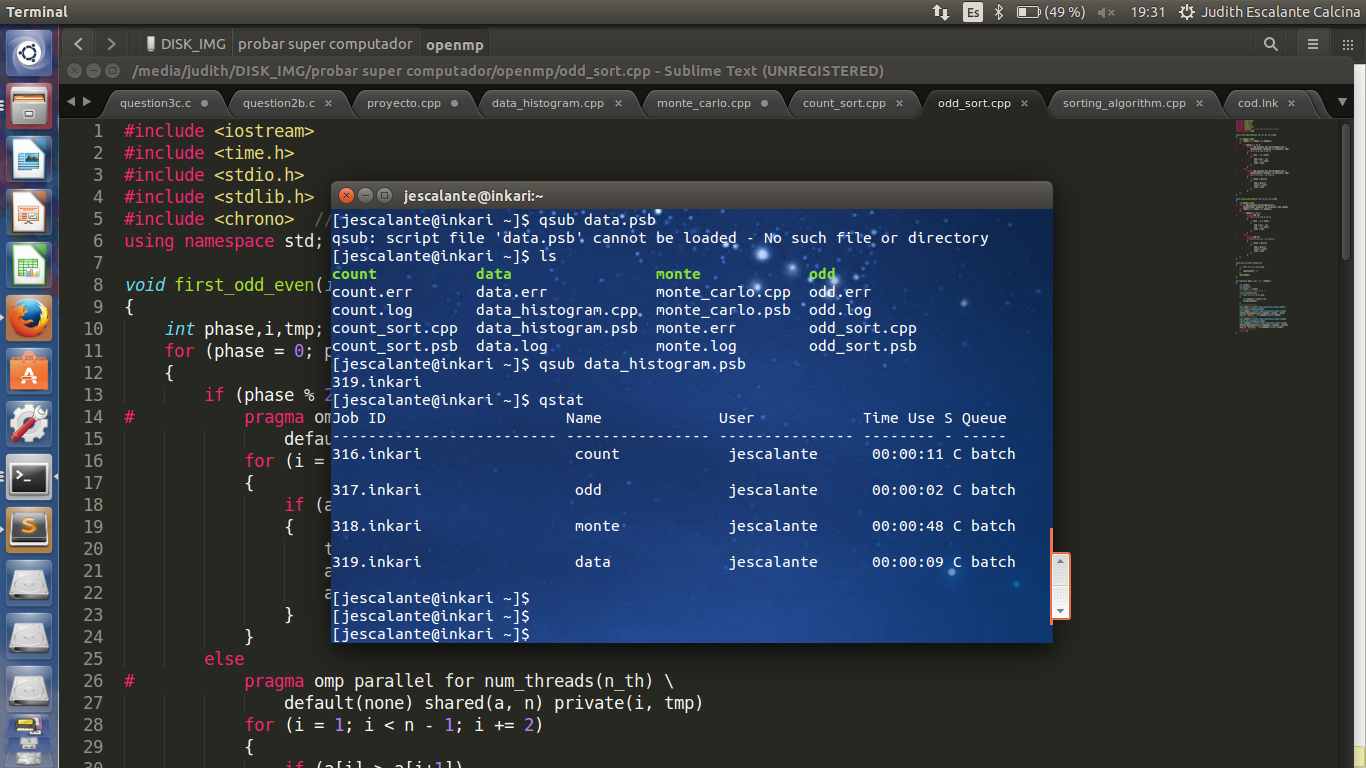 Terminal
Es (49 %) 19:31 Judith Escalante Calcina
DISK_IMG probar super computador openmp
/media/judith/DISK_IMG/probar super computador/openmp/odd_sort.cpp - Sublime Text (UNREGISTERED)
question3c.c question2b.c proyecto.cpp data_histogram.cpp monte_carlo.cpp count_sort.cpp odd_sort.cpp sorting_algorithm.cpp cod.lnk
1 #include <iostream>
2 #include <time.h>
3 #include <stdio.h>
4 #include <stdlib.h>
5 #include <chrono> //
6 using namespace std;
7
8 void first_odd_even(
9 {
10 int phase,i,tmp;
11 for (phase = 0;
12 {
13 if (phase % 2
14 # pragma om
15 defau
16 for (i =
17 {
18 if (a
19 {
20 t
21 a
22 a
23 }
24 }
25 else
26 # pragma omp parallel for num_threads(n_th) \
27 default(none) shared(a, n) private(i, tmp)
28 for (i = 1; i < n - 1; i += 2)
29 {
30 if (a[i] > a[i+1])
jescalante@inkari:~
[jescalante@inkari ~]$ qsub data.psb
qsub: script file 'data.psb' cannot be loaded - No such file or directory
[jescalante@inkari ~]$ ls
count data monte odd
count.err data.err monte_carlo.cpp odd.err
count.log data_histogram.cpp monte_carlo.psb odd.log
count_sort.cpp data_histogram.psb monte.err odd_sort.cpp
count_sort.psb data.log monte.log odd_sort.psb
[jescalante@inkari ~]$ qsub data_histogram.psb
319.inkari
[jescalante@inkari ~]$ qstat
Job ID Name User Time Use S Queue
------------------------- ---------------- --------------- -------- - -----
316.inkari count jescalante 00:00:11 C batch
317.inkari odd jescalante 00:00:02 C batch
318.inkari monte jescalante 00:00:48 C batch
319.inkari data jescalante 00:00:09 C batch
[jescalante@inkari ~]$
[jescalante@inkari ~]$
[jescalante@inkari ~]$